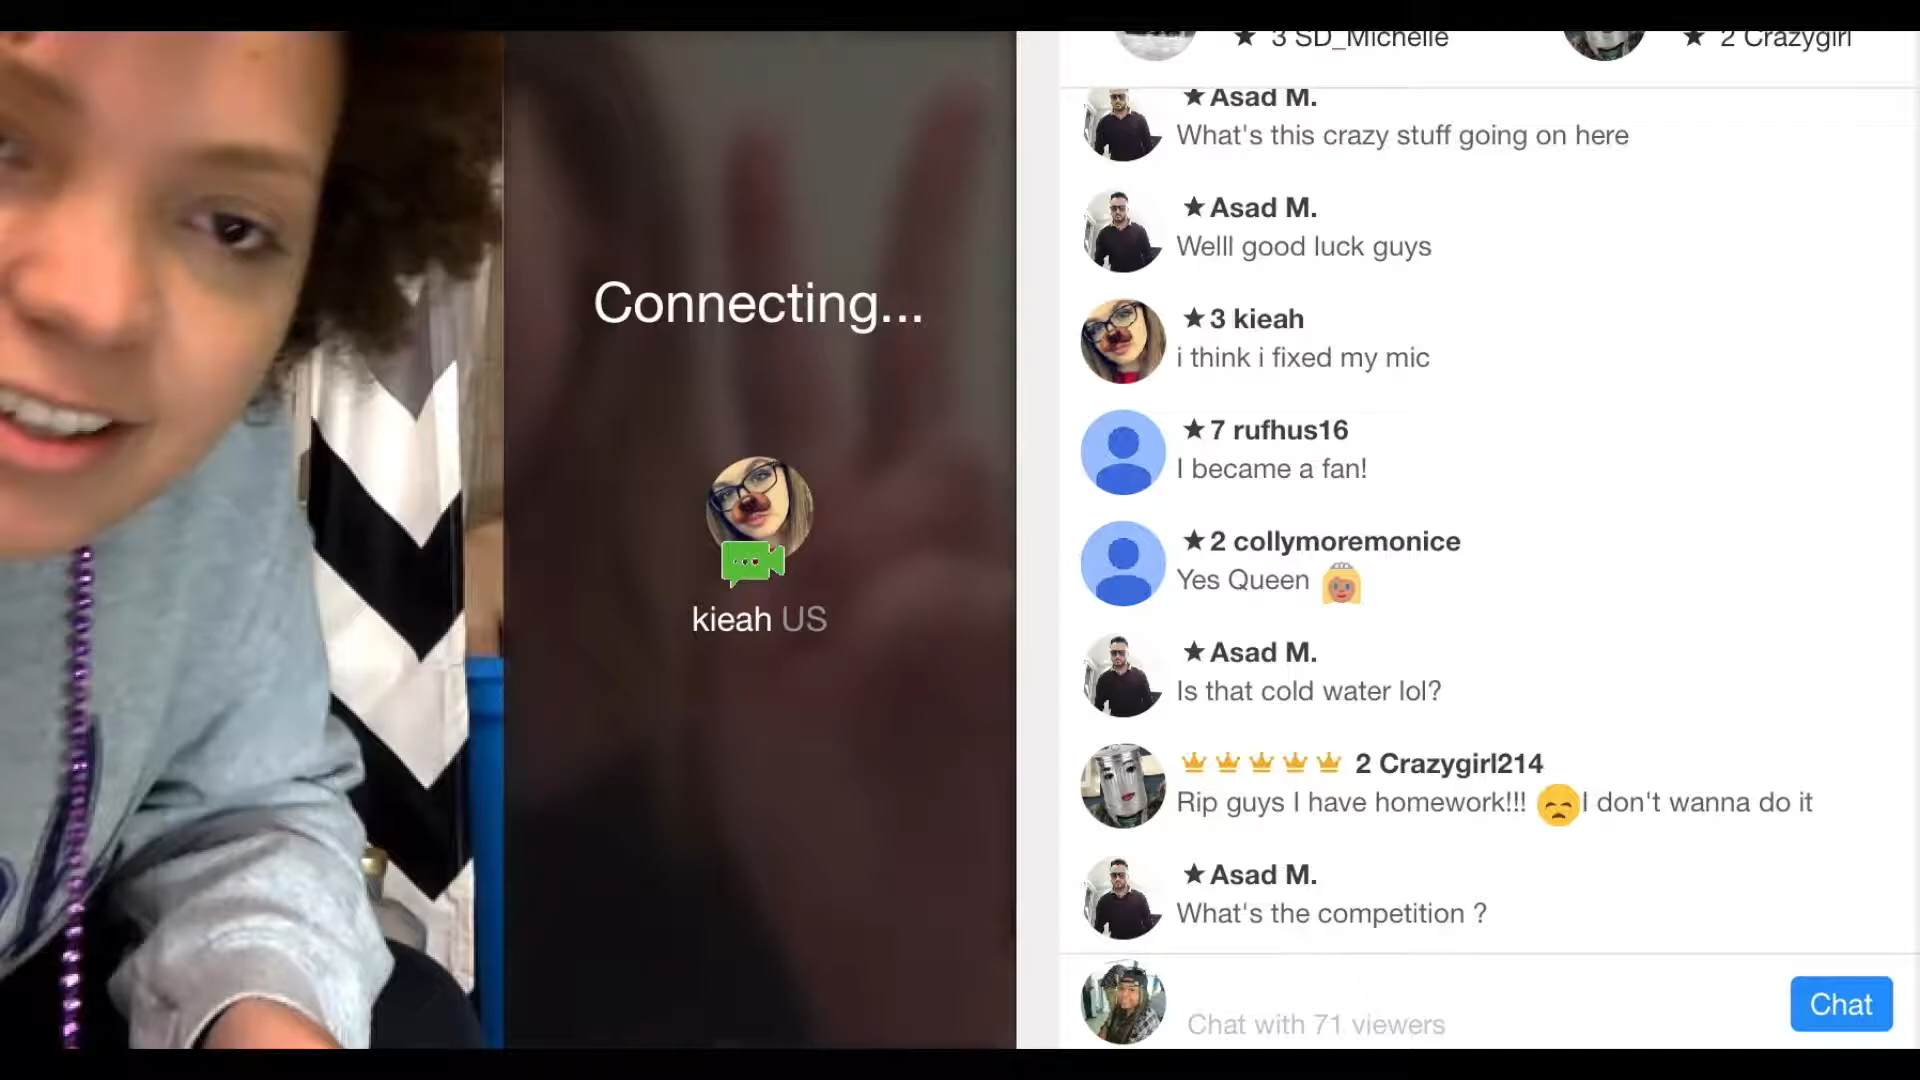 ★ 3 SD_Michelle
★ 2 Crazygirl
★ Asad M.
What's this crazy stuff going on here
★ Asad M.
Welll good luck guys
★3 kieah
i think i fixed my mic
★7 rufhus16
I became a fan!
★2 collymoremonice
Yes Queen 👸🏽
★ Asad M.
Is that cold water lol?
2 Crazygirl214
Rip guys I have homework!!! 😞I don't wanna do it
★ Asad M.
What's the competition ?
Chat with 71 viewers
Chat
Connecting...
kieah US